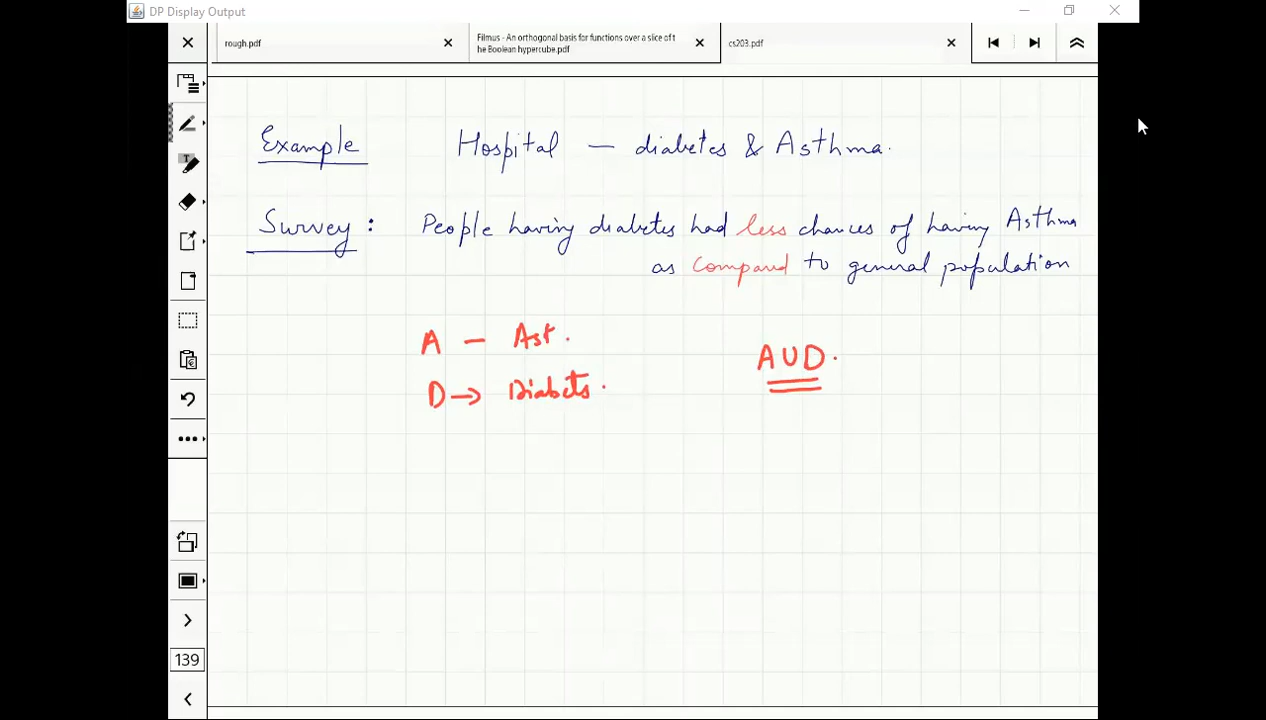 DP Display Output
rough.pdf
Filmus - An orthogonal basis for functions over a slice of t
he Boolean hypercube.pdf
cs203.pdf
Example Hospital — diabetes & Asthma.
Survey : People having diabetes had less chances of having Asthma
as compared to general population
A — Ast.
D → Diabets.
A U D.
139